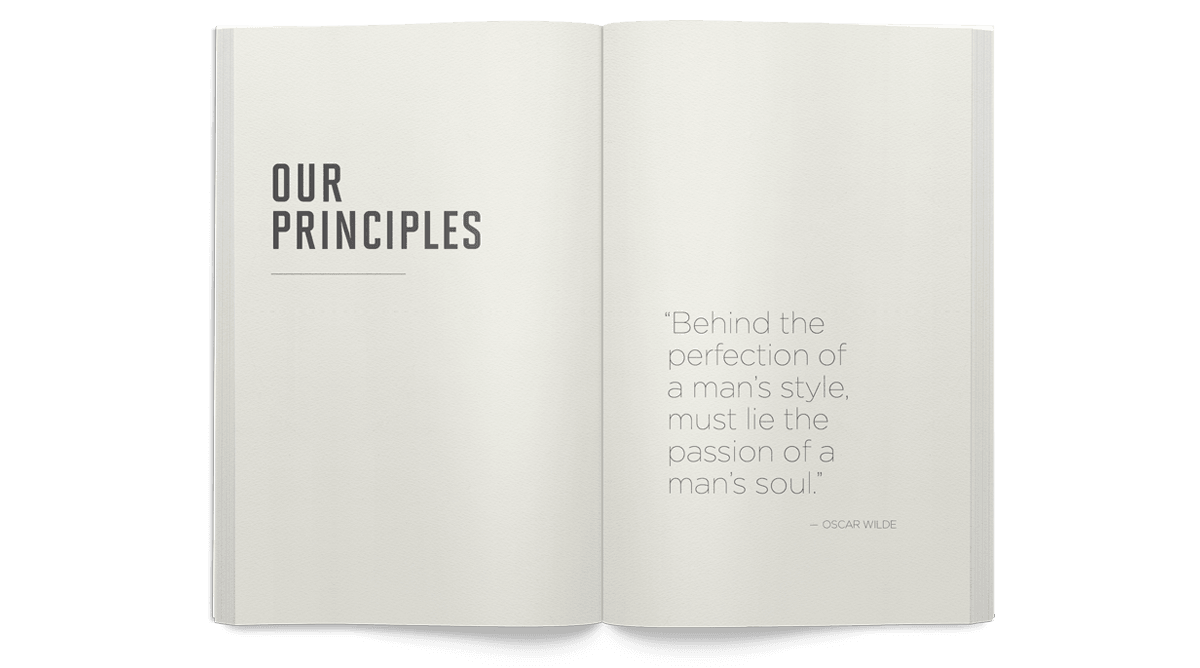 OUR
PRINCIPLES
“Behind the
perfection of
a man’s style,
must lie the
passion of a
man’s soul.”
— OSCAR WILDE